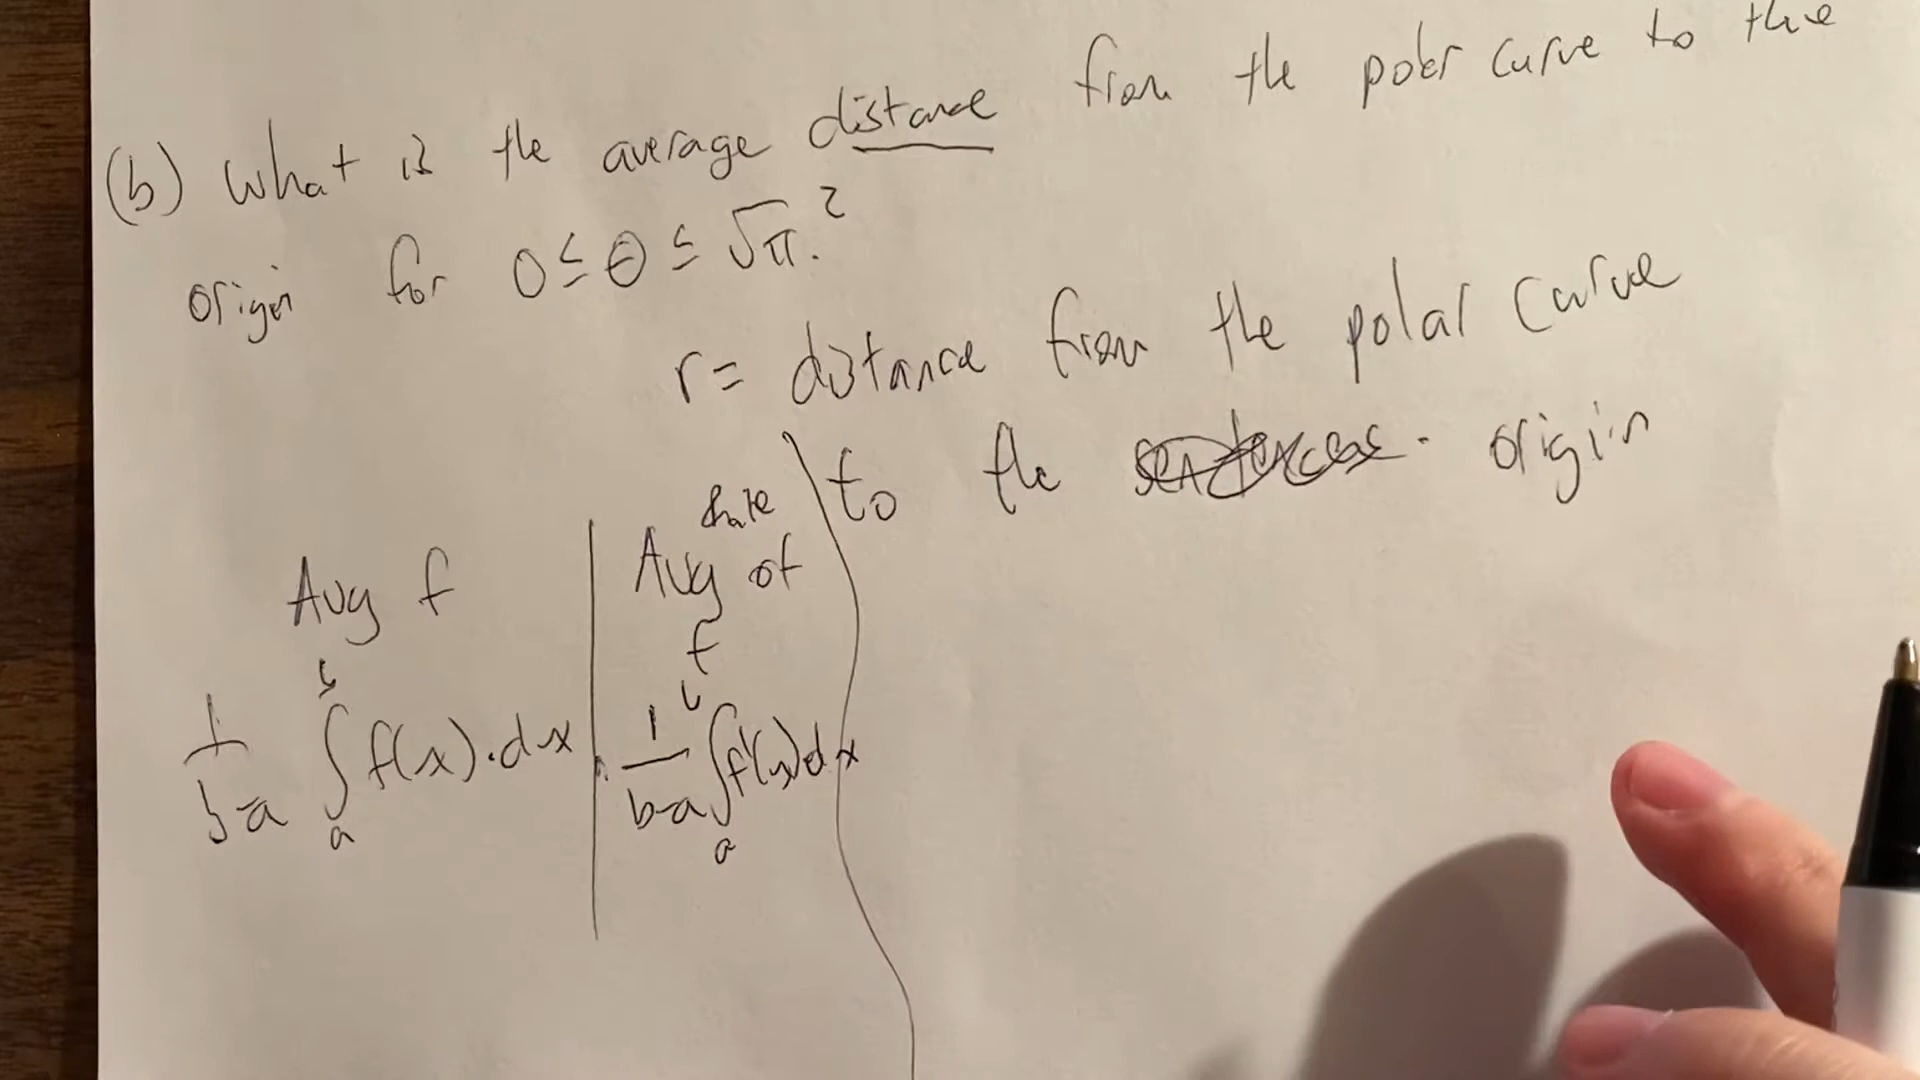 (b) what is the average distance from the polar curve to the
origin for 0 ≤ θ ≤ √π.?
r = distance from the polar curve
to the origin
Avg f
1/(b-a) ∫_a^b f(x)·dx
Avg of
f
1/(b-a) ∫_a^b f'(x)dx